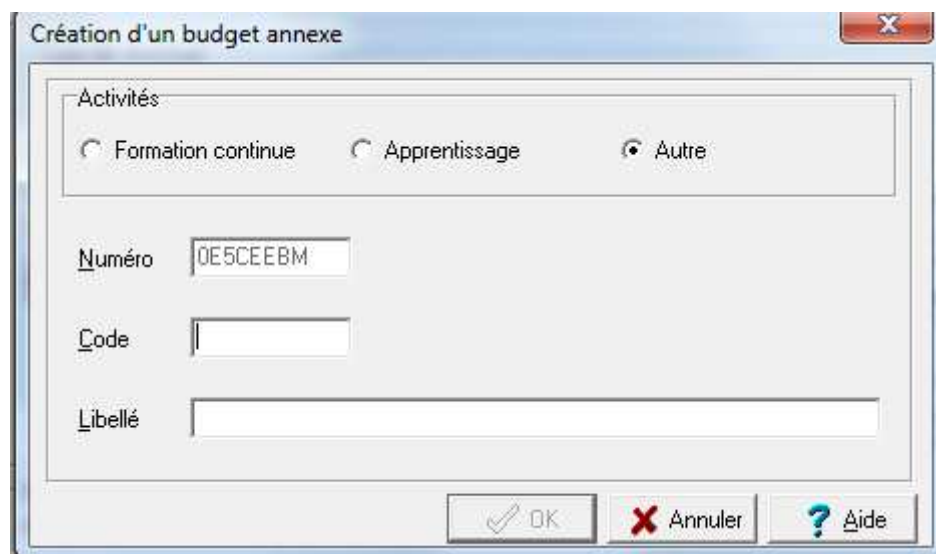 Création d'un budget annexe
Activités
Formation continue Apprentissage Autre
Numéro 0E5CEEBM
Code
Libellé
OK Annuler ? Aide